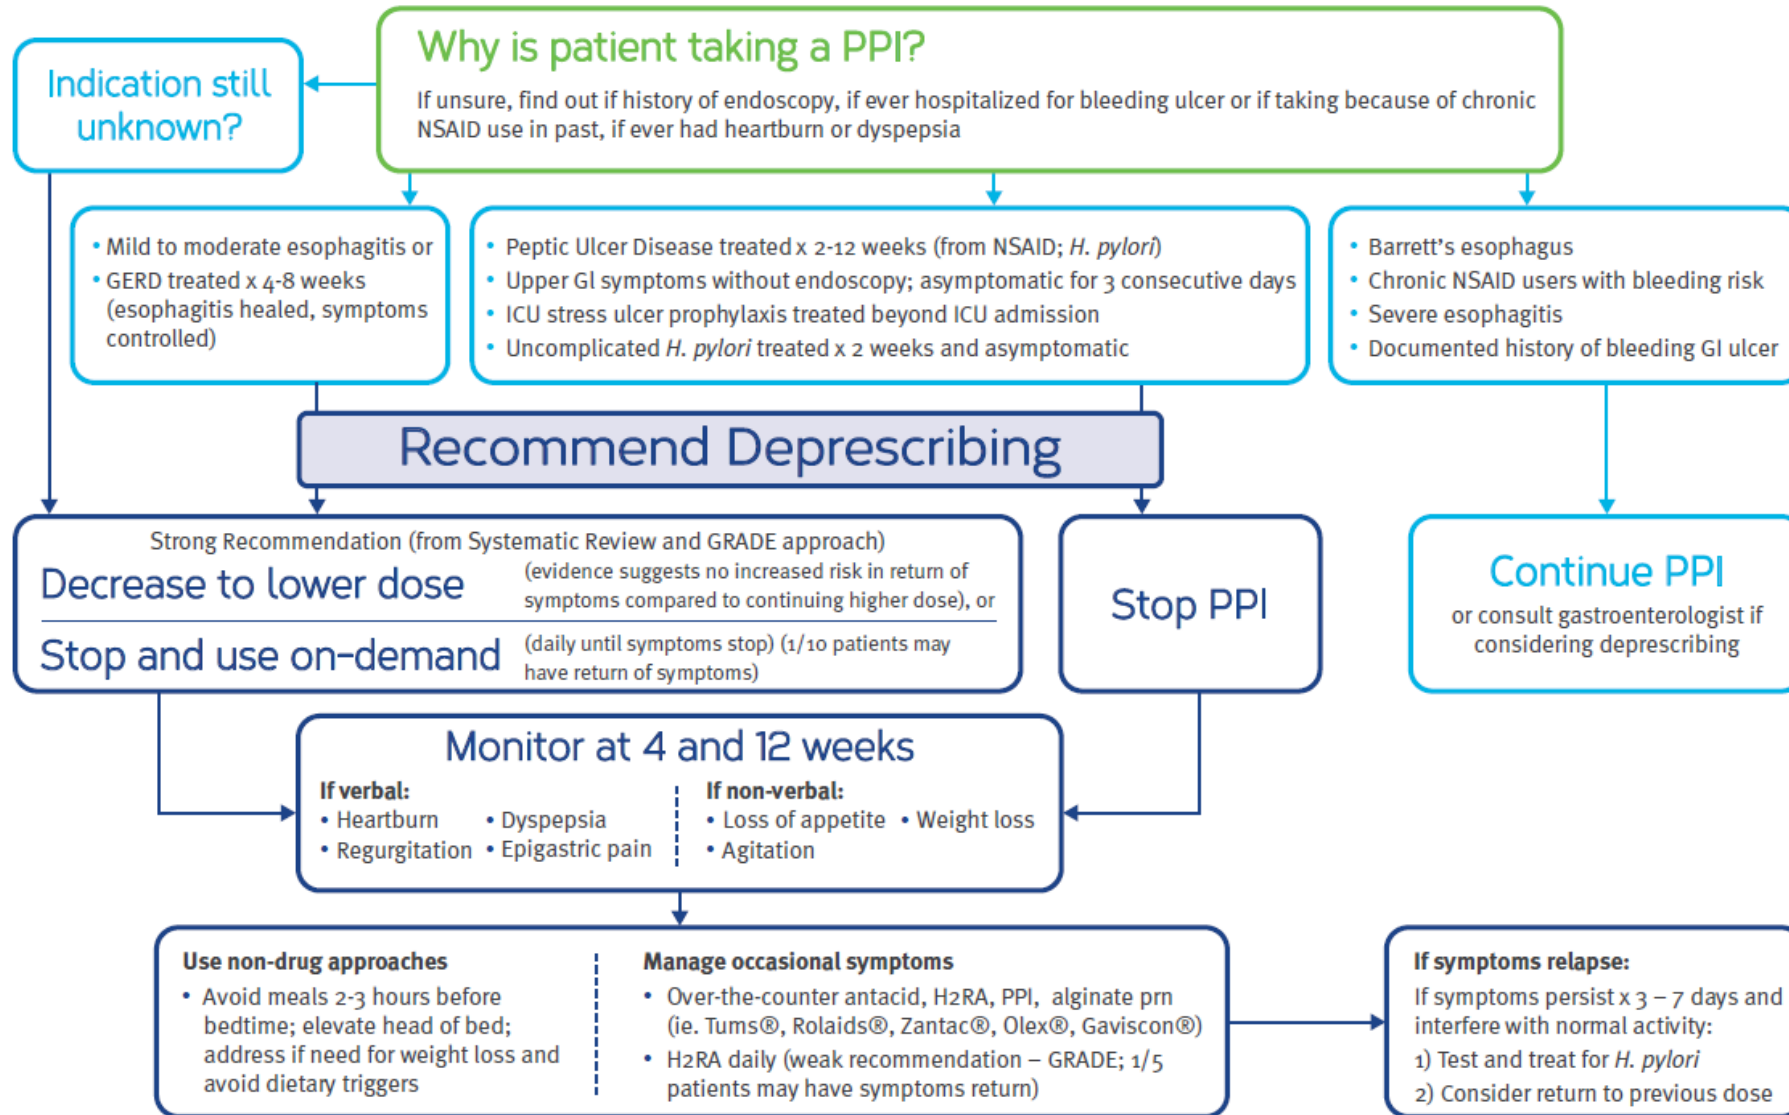 Why is patient taking a PPI?
If unsure, find out if history of endoscopy, if ever hospitalized for bleeding ulcer or if taking because of chronic
NSAID use in past, if ever had heartburn or dyspepsia
Indication still
unknown?
• Mild to moderate esophagitis or
• GERD treated x 4-8 weeks
(esophagitis healed, symptoms
controlled)
• Peptic Ulcer Disease treated x 2-12 weeks (from NSAID; H. pylori)
• Upper GI symptoms without endoscopy; asymptomatic for 3 consecutive days
• ICU stress ulcer prophylaxis treated beyond ICU admission
• Uncomplicated H. pylori treated x 2 weeks and asymptomatic
• Barrett's esophagus
• Chronic NSAID users with bleeding risk
• Severe esophagitis
• Documented history of bleeding GI ulcer
Recommend Deprescribing
Strong Recommendation (from Systematic Review and GRADE approach)
Decrease to lower dose
(evidence suggests no increased risk in return of
symptoms compared to continuing higher dose), or
Stop and use on-demand
(daily until symptoms stop) (1/10 patients may
have return of symptoms)
Stop PPI
Continue PPI
or consult gastroenterologist if
considering deprescribing
Monitor at 4 and 12 weeks
If verbal:
• Heartburn • Dyspepsia
• Regurgitation • Epigastric pain
If non-verbal:
• Loss of appetite • Weight loss
• Agitation
Use non-drug approaches
• Avoid meals 2-3 hours before
bedtime; elevate head of bed;
address if need for weight loss and
avoid dietary triggers
Manage occasional symptoms
• Over-the-counter antacid, H2RA, PPI, alginate prn
(ie. Tums®, Rolaids®, Zantac®, Olex®, Gaviscon®)
• H2RA daily (weak recommendation – GRADE; 1/5
patients may have symptoms return)
If symptoms relapse:
If symptoms persist x 3 – 7 days and
interfere with normal activity:
1) Test and treat for H. pylori
2) Consider return to previous dose